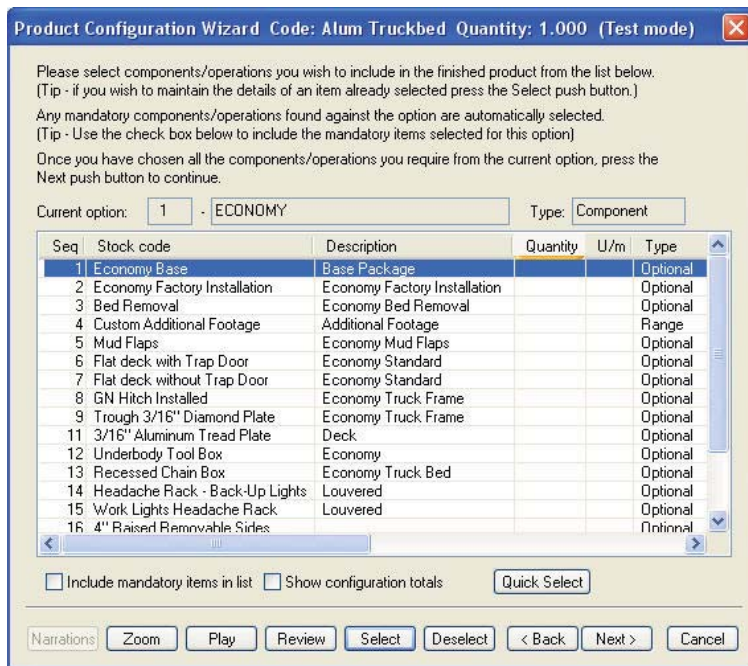 Product Configuration Wizard Code: Alum Truckbed Quantity: 1.000 (Test mode)
Please select components/operations you wish to include in the finished product from the list below.
(Tip - if you wish to maintain the details of an item already selected press the Select push button.)
Any mandatory components/operations found against the option are automatically selected.
(Tip - Use the check box below to include the mandatory items selected for this option)
Once you have chosen all the components/operations you require from the current option, press the
Next push button to continue.
Current option: 1 - ECONOMY Type: Component
Seq Stock code Description Quantity U/m Type
1 Economy Base Base Package Optional
2 Economy Factory Installation Economy Factory Installation Optional
3 Bed Removal Economy Bed Removal Optional
4 Custom Additional Footage Additional Footage Range
5 Mud Flaps Economy Mud Flaps Optional
6 Flat deck with Trap Door Economy Standard Optional
7 Flat deck without Trap Door Economy Standard Optional
8 GN Hitch Installed Economy Truck Frame Optional
9 Trough 3/16" Diamond Plate Economy Truck Frame Optional
11 3/16" Aluminum Tread Plate Deck Optional
12 Underbody Tool Box Economy Optional
13 Recessed Chain Box Economy Truck Bed Optional
14 Headache Rack - Back-Up Lights Louvered Optional
15 Work Lights Headache Rack Louvered Optional
16 4" Raised Removable Sides Optional
Include mandatory items in list Show configuration totals Quick Select
Narrations Zoom Play Review Select Deselect < Back Next > Cancel